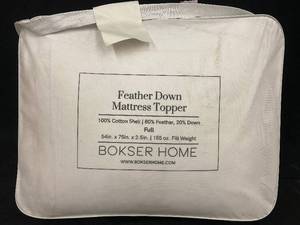 Feather Down
Mattress Topper
100% Cotton Shell | 80% Feather, 20% Down
Full
54in. x 75in x 2.5in. | 185 oz. Fill Weight
BOKSER HOME
WWW.BOKSERHOME.COM